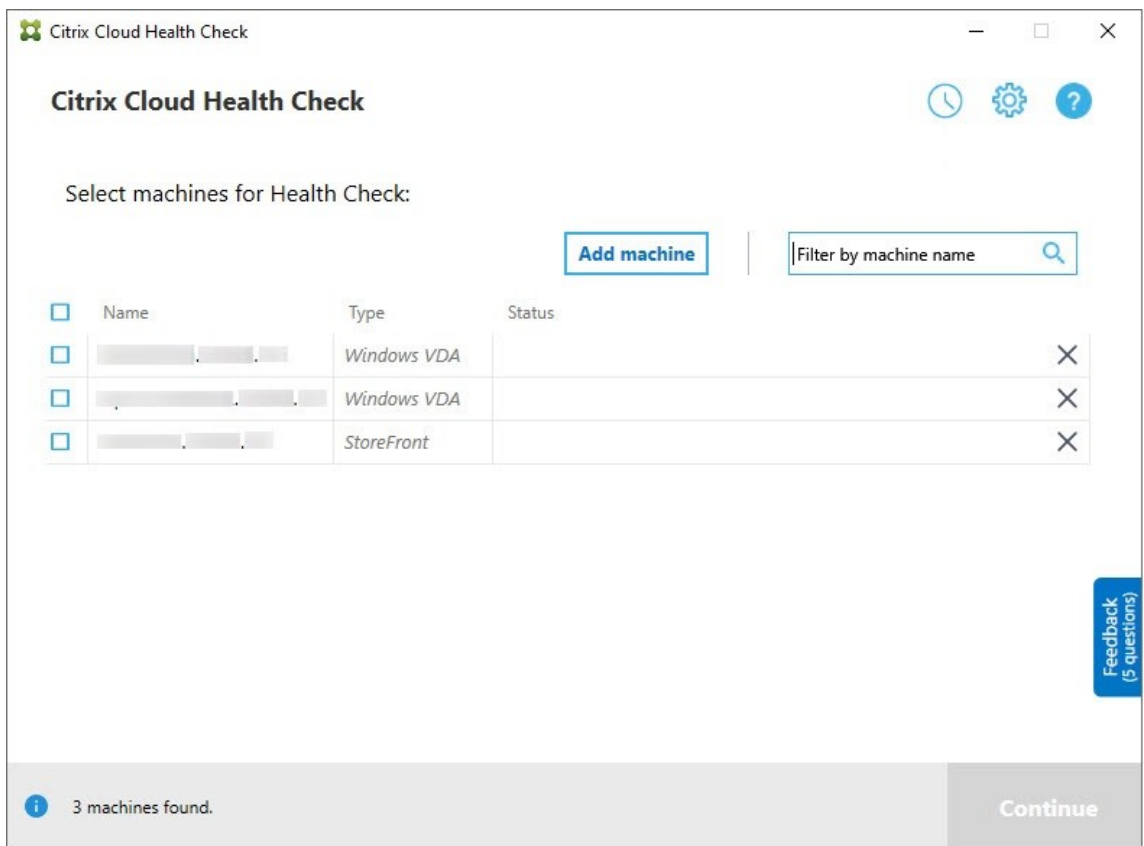 Citrix Cloud Health Check
Citrix Cloud Health Check
?
Select machines for Health Check:
Add machine
Filter by machine name
Name Type Status
Windows VDA
Windows VDA
StoreFront
Feedback
(5 questions)
i 3 machines found.
Continue